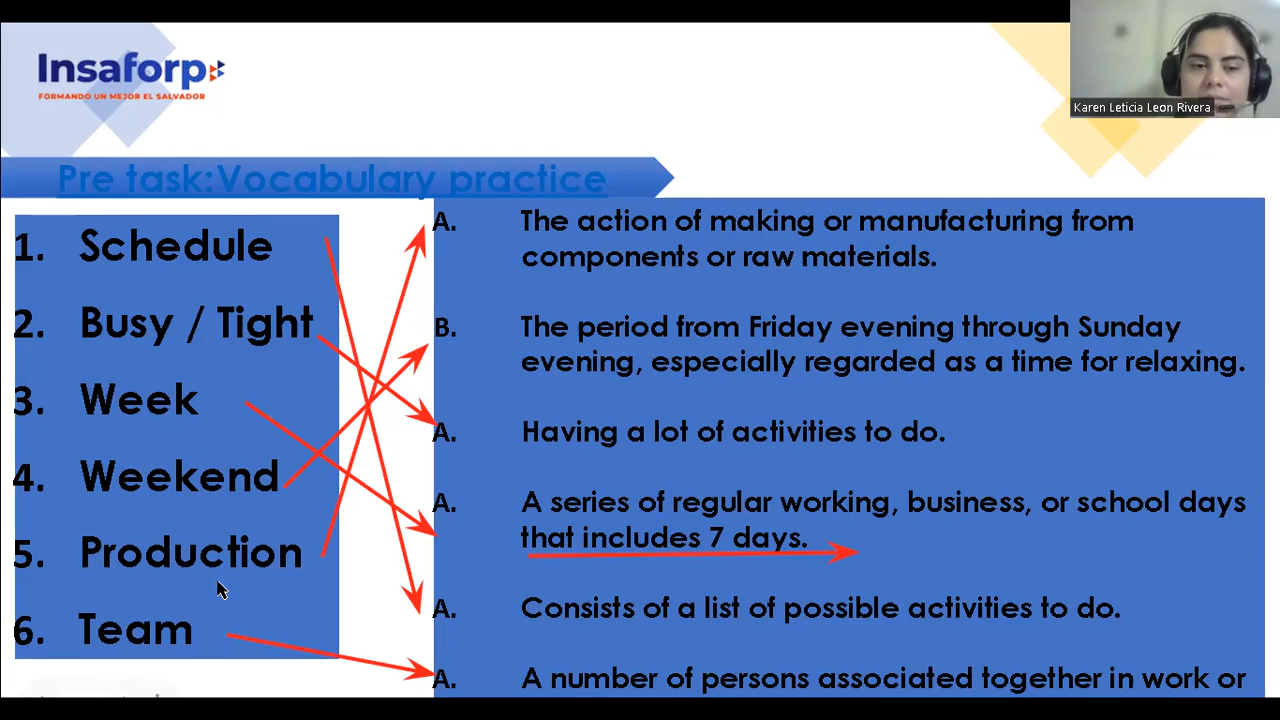 Insaforp
FORMANDO UN MEJOR EL SALVADOR
Karen Leticia Leon Rivera
Pre task:Vocabulary practice
1. Schedule
2. Busy / Tight
3. Week
4. Weekend
5. Production
6. Team
A. The action of making or manufacturing from
components or raw materials.
B. The period from Friday evening through Sunday
evening, especially regarded as a time for relaxing.
A. Having a lot of activities to do.
A. A series of regular working, business, or school days
that includes 7 days.
A. Consists of a list of possible activities to do.
A. A number of persons associated together in work or